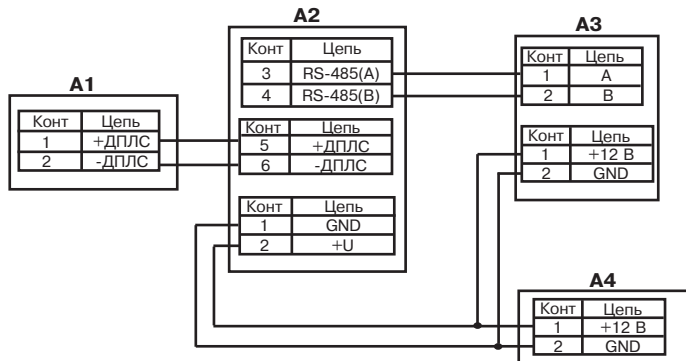 A1
Конт Цепь
1 +ДПЛС
2 -ДПЛС
A2
Конт Цепь
3 RS-485(A)
4 RS-485(B)
Конт Цепь
5 +ДПЛС
6 -ДПЛС
Конт Цепь
1 GND
2 +U
A3
Конт Цепь
1 A
2 B
Конт Цепь
1 +12 В
2 GND
A4
Конт Цепь
1 +12 В
2 GND